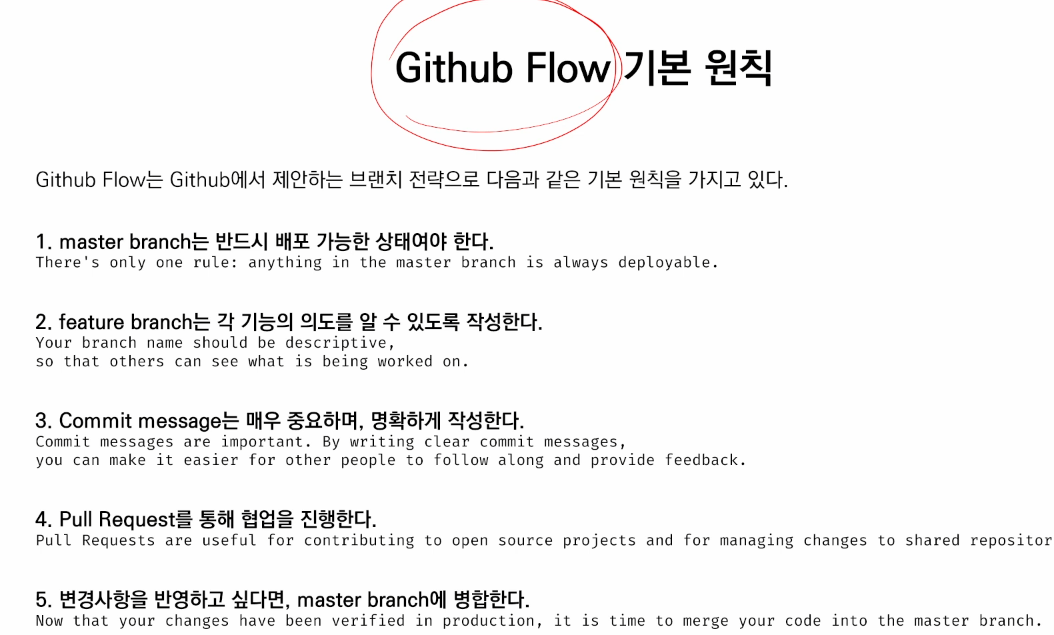 Github Flow 기본 원칙
Github Flow는 Github에서 제안하는 브랜치 전략으로 다음과 같은 기본 원칙을 가지고 있다.
1. master branch는 반드시 배포 가능한 상태여야 한다.
There's only one rule: anything in the master branch is always deployable.
2. feature branch는 각 기능의 의도를 알 수 있도록 작성한다.
Your branch name should be descriptive,
so that others can see what is being worked on.
3. Commit message는 매우 중요하며, 명확하게 작성한다.
Commit messages are important. By writing clear commit messages,
you can make it easier for other people to follow along and provide feedback.
4. Pull Request를 통해 협업을 진행한다.
Pull Requests are useful for contributing to open source projects and for managing changes to shared repositor
5. 변경사항을 반영하고 싶다면, master branch에 병합한다.
Now that your changes have been verified in production, it is time to merge your code into the master branch.